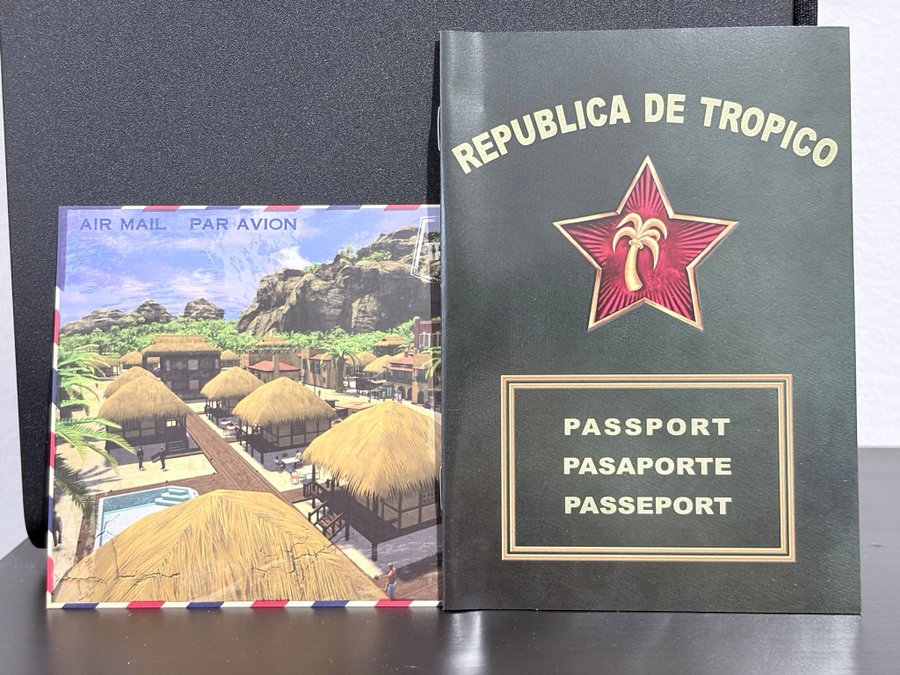 AIR MAIL PAR AVION
REPUBLICA DE TROPICO
PASSPORT
PASAPORTE
PASSEPORT